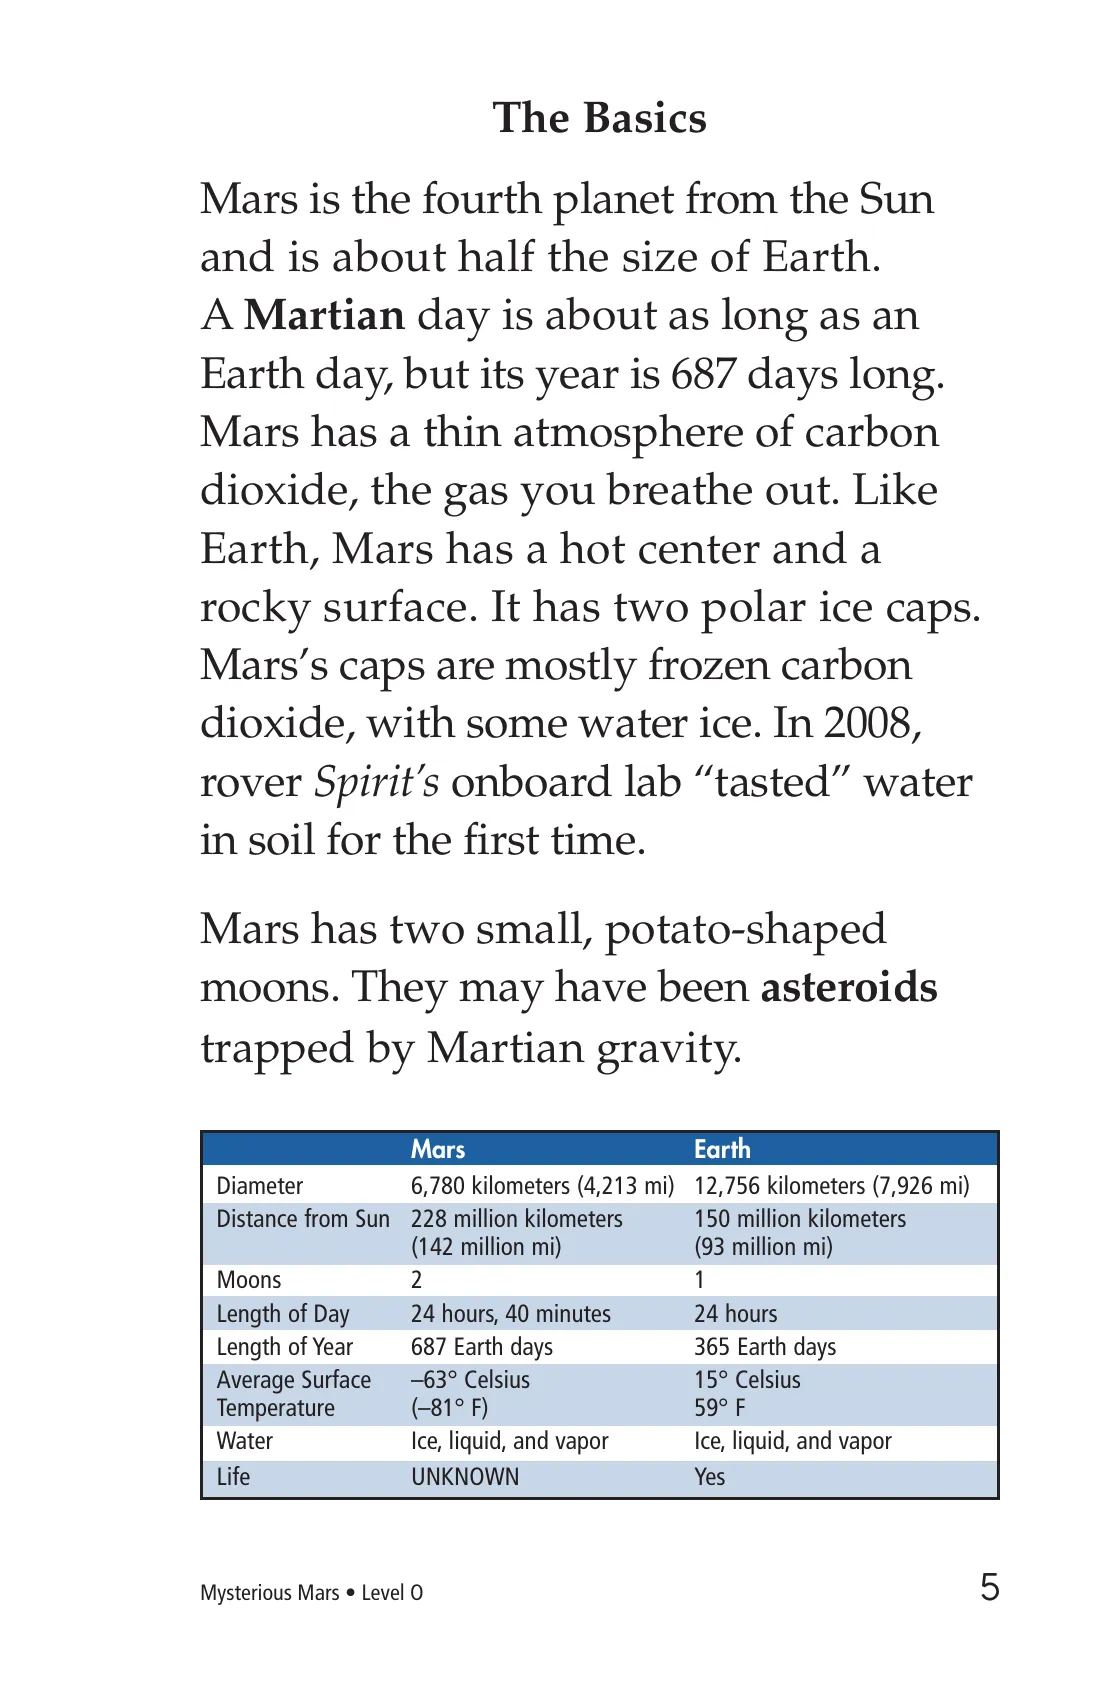 The Basics
Mars is the fourth planet from the Sun
and is about half the size of Earth.
A Martian day is about as long as an
Earth day, but its year is 687 days long.
Mars has a thin atmosphere of carbon
dioxide, the gas you breathe out. Like
Earth, Mars has a hot center and a
rocky surface. It has two polar ice caps.
Mars’s caps are mostly frozen carbon
dioxide, with some water ice. In 2008,
rover Spirit’s onboard lab “tasted” water
in soil for the first time.
Mars has two small, potato-shaped
moons. They may have been asteroids
trapped by Martian gravity.
Mars Earth
Diameter 6,780 kilometers (4,213 mi) 12,756 kilometers (7,926 mi)
Distance from Sun 228 million kilometers 150 million kilometers
(142 million mi) (93 million mi)
Moons 2 1
Length of Day 24 hours, 40 minutes 24 hours
Length of Year 687 Earth days 365 Earth days
Average Surface –63° Celsius 15° Celsius
Temperature (–81° F) 59° F
Water Ice, liquid, and vapor Ice, liquid, and vapor
Life UNKNOWN Yes
Mysterious Mars • Level O 5